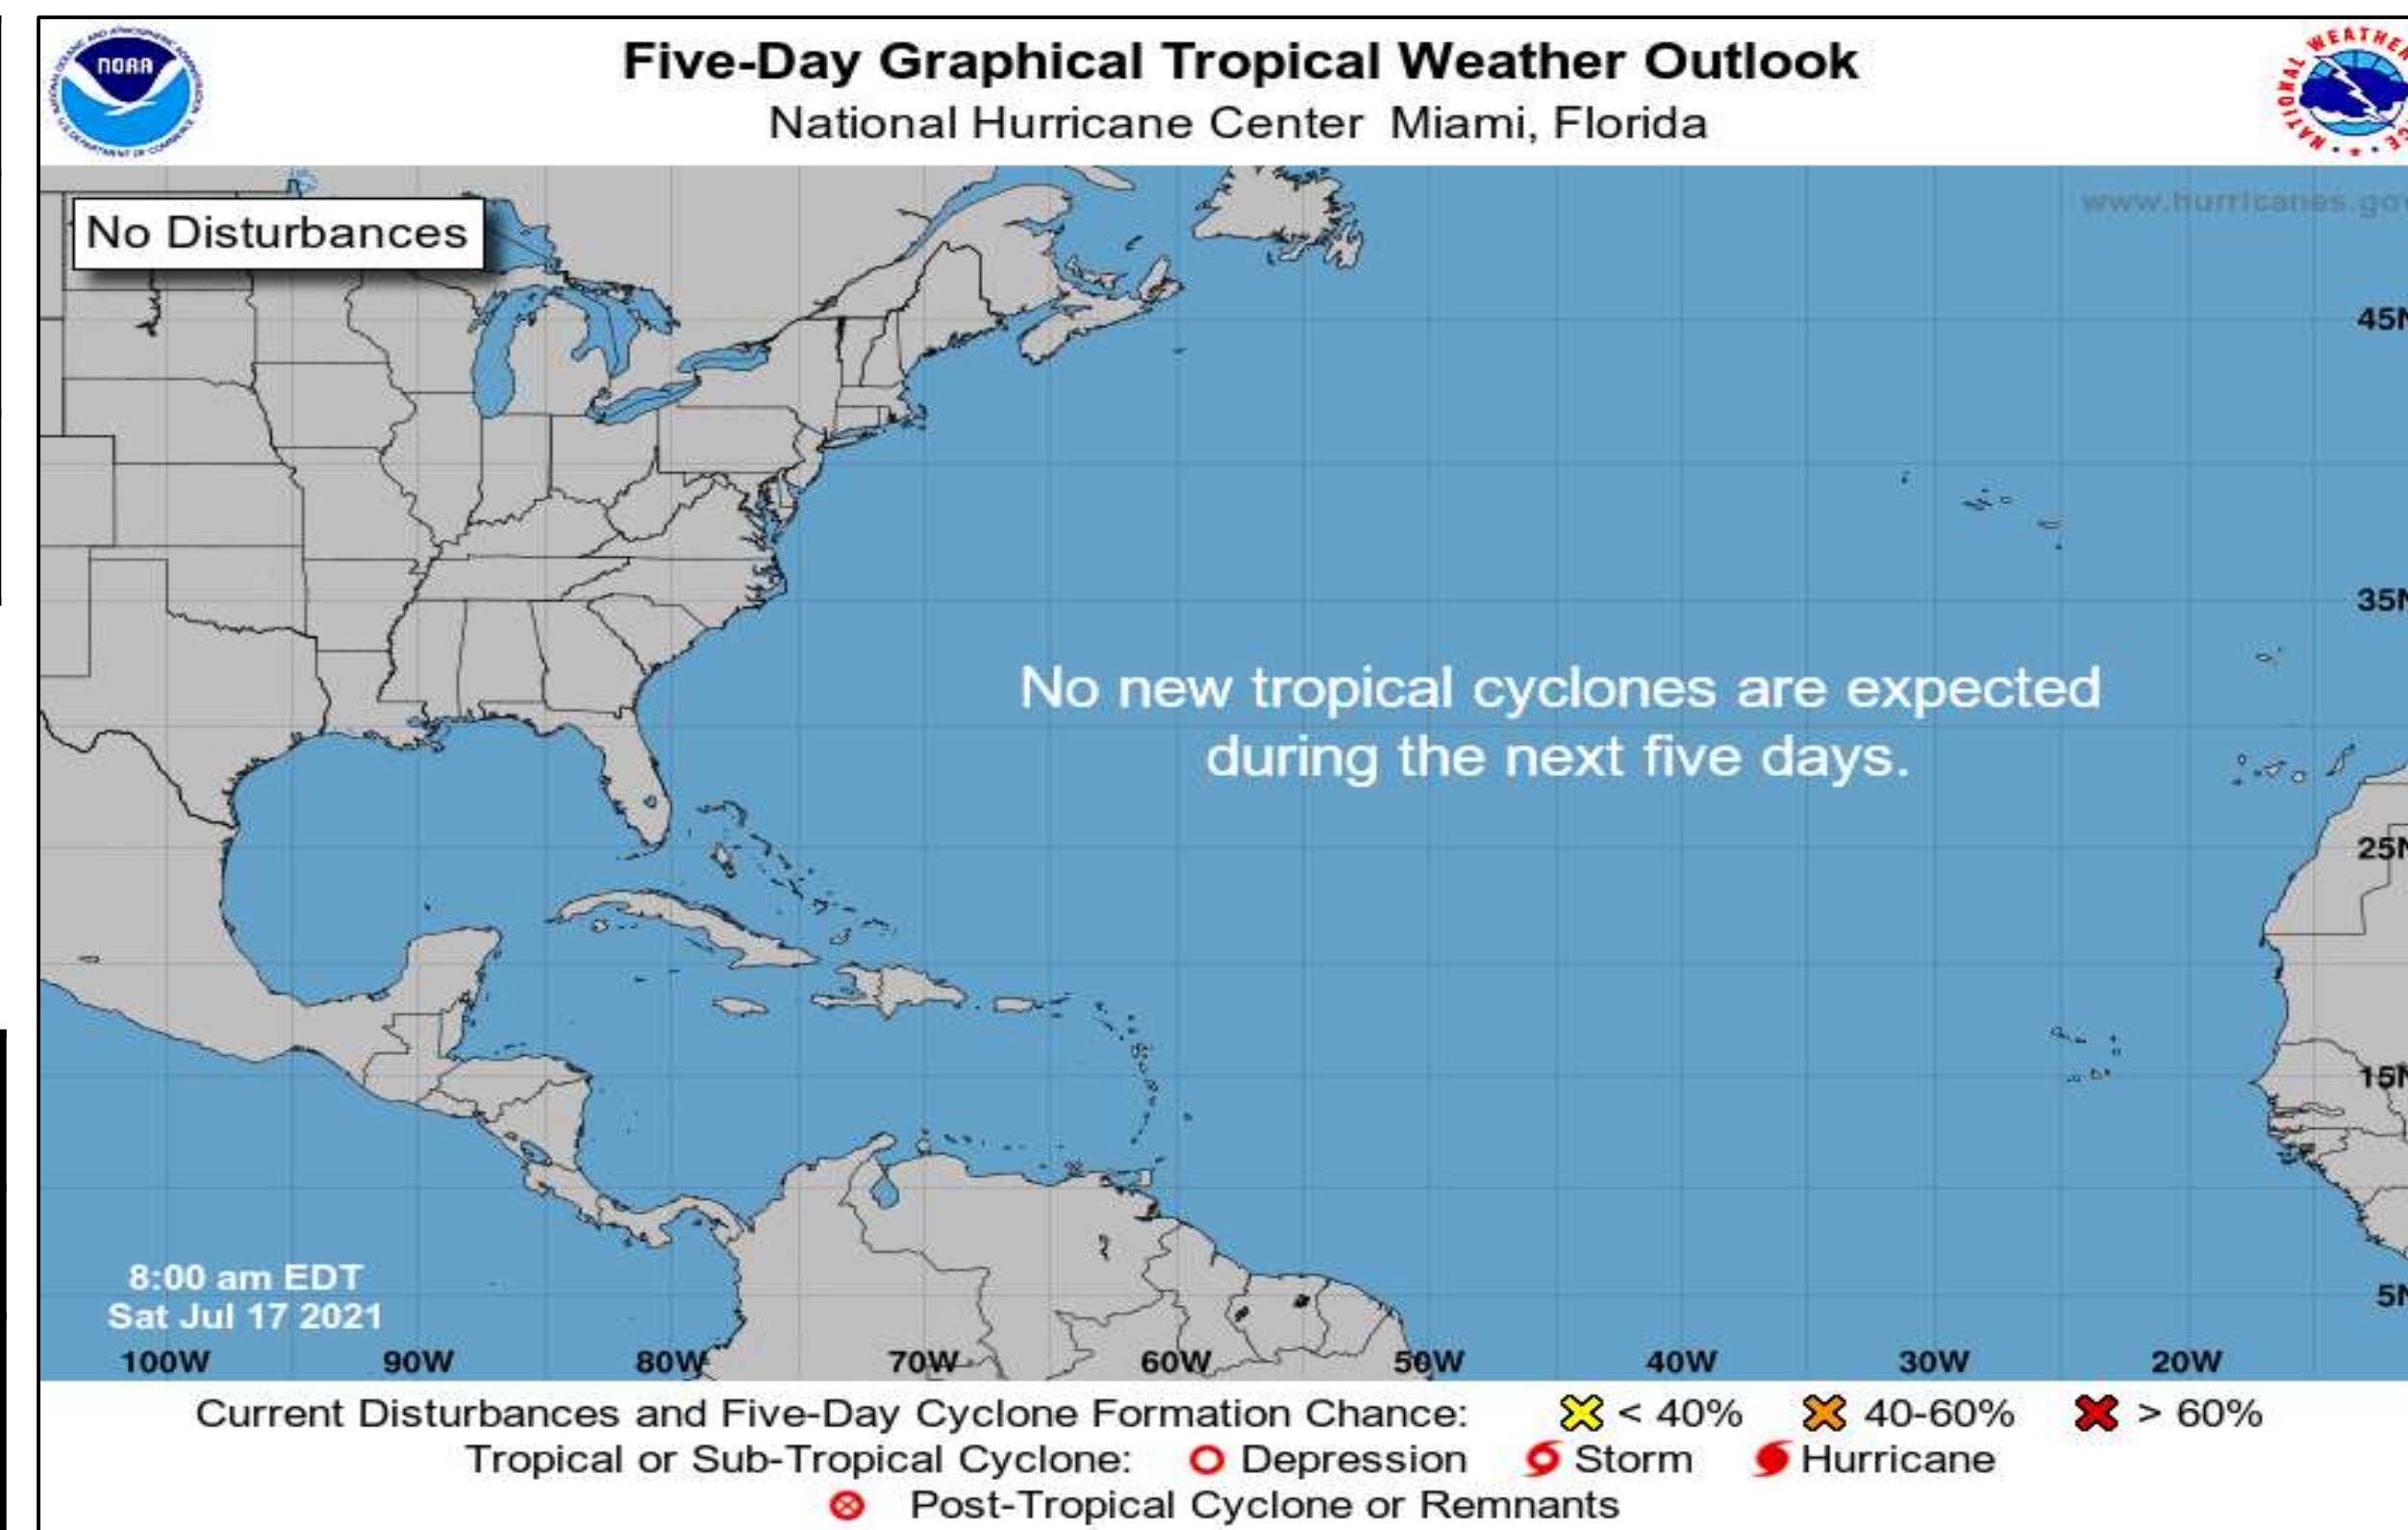 Five-Day Graphical Tropical Weather Outlook
National Hurricane Center Miami, Florida
NOAA
NATIONAL WEATHER
No Disturbances
www.hurricanes.gov
45N
35N
No new tropical cyclones are expected
during the next five days.
25N
15N
5N
8:00 am EDT
Sat Jul 17 2021
100W 90W 80W 70W 60W 50W 40W 30W 20W
Current Disturbances and Five-Day Cyclone Formation Chance: < 40% 40-60% > 60%
Tropical or Sub-Tropical Cyclone: Depression Storm Hurricane
Post-Tropical Cyclone or Remnants